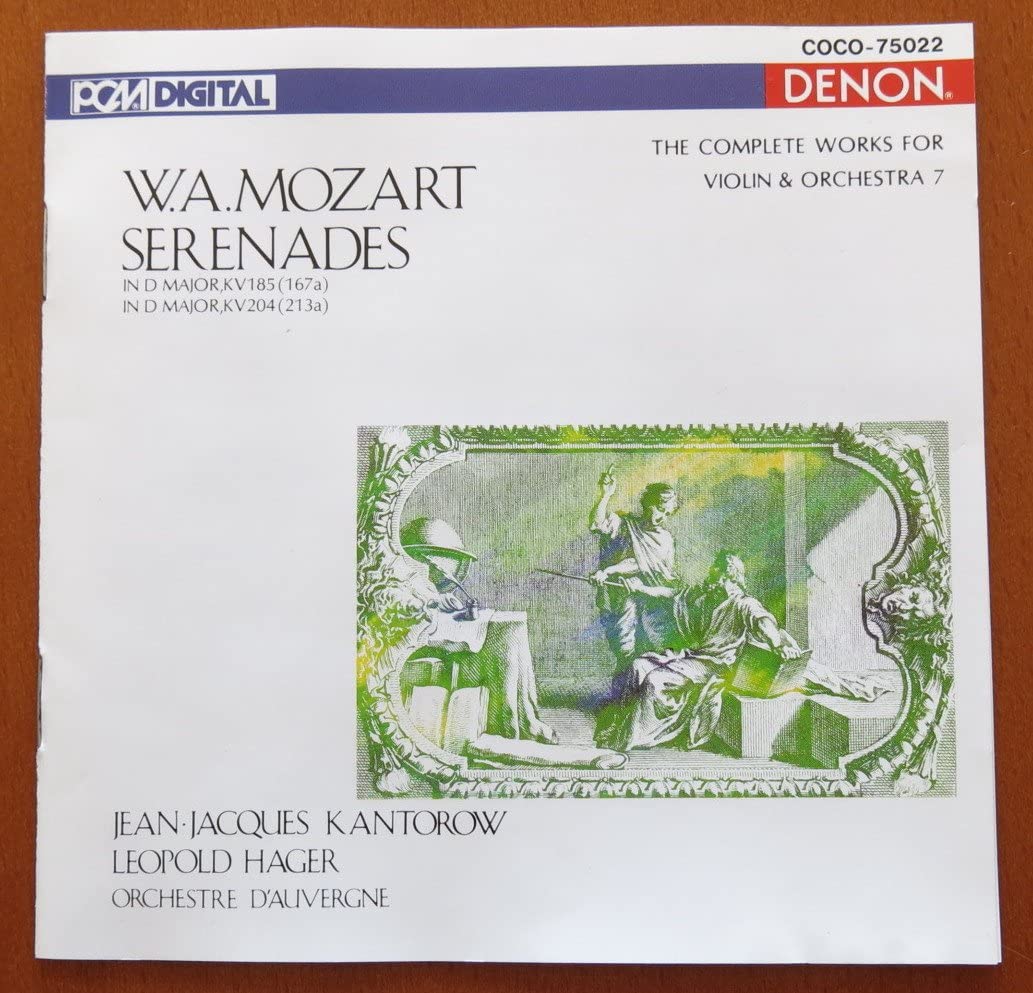 COCO-75022
PCM® DIGITAL
DENON®
THE COMPLETE WORKS FOR
VIOLIN & ORCHESTRA 7
W.A.MOZART
SERENADES
IN D MAJOR,KV185(167a)
IN D MAJOR,KV204(213a)
JEAN-JACQUES KANTOROW
LEOPOLD HAGER
ORCHESTRE D'AUVERGNE